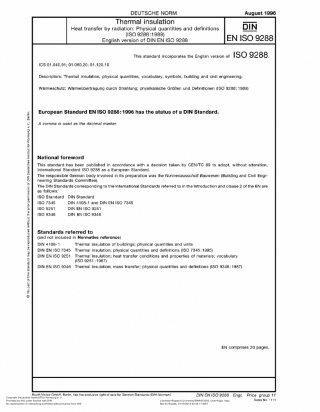 DEUTSCHE NORM
August 1996
Thermal insulation
Heat transfer by radiation: Physical quantities and definitions
(ISO 9288:1989)
English version of DIN EN ISO 9288
DIN
EN ISO 9288
This standard incorporates the English version of ISO 9288.
ICS 01.040.91; 01.060.20; 91.120.10
Descriptors: Thermal insulation, physical quantities, vocabulary, symbols, building and civil engineering.
Wärmeschutz; Wärmeübertragung durch Strahlung; physikalische Größen und Definitionen (ISO 9288:1989)
European Standard EN ISO 9288:1996 has the status of a DIN Standard.
A comma is used as the decimal marker.
National foreword
This standard has been published in accordance with a decision taken by CEN/TC 89 to adopt, without alteration,
International Standard ISO 9288 as a European Standard.
The responsible German body involved in its preparation was the Normenausschuß Bauwesen (Building and Civil Engi-
neering Standards Committee).
The DIN Standards corresponding to the International Standards referred to in the Introduction and clause 2 of the EN are
as follows:
ISO Standard DIN Standard
ISO 7345 DIN 4108-1 and DIN EN ISO 7345
ISO 9251 DIN EN ISO 9251
ISO 9346 DIN EN ISO 9346
Standards referred to
(and not included in Normative reference)
DIN 4108-1 Thermal insulation of buildings; physical quantities and units
DIN EN ISO 7345 Thermal insulation; physical quantities and definitions (ISO 7345:1995)
DIN EN ISO 9251 Thermal insulation; heat transfer conditions and properties of materials; vocabulary
(ISO 9251:1987)
DIN EN ISO 9346 Thermal insulation; mass transfer; physical quantities and definitions (ISO 9346:1987)
EN comprises 20 pages.
DIN EN ISO 9288 Engl. Price group 11